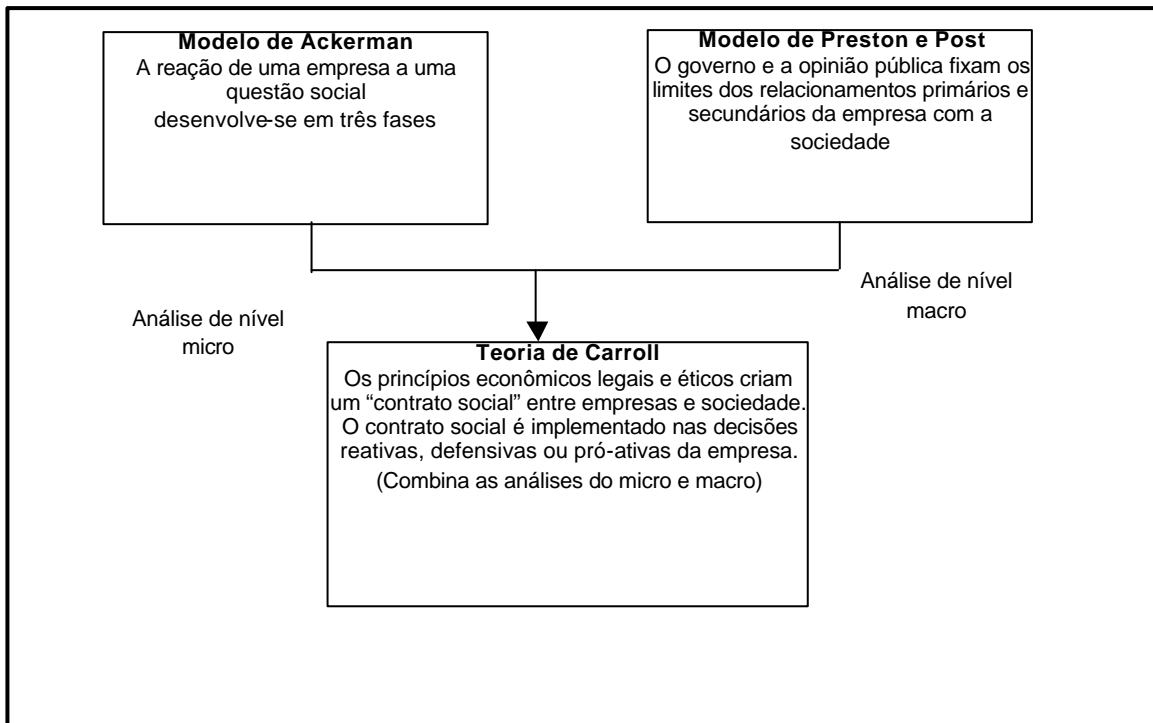 Modelo de Ackerman
A reação de uma empresa a uma
questão social
desenvolve-se em três fases
Modelo de Preston e Post
O governo e a opinião pública fixam os
limites dos relacionamentos primários e
secundários da empresa com a
sociedade
Análise de nível
micro
Análise de nível
macro
Teoria de Carroll
Os princípios econômicos legais e éticos criam
um “contrato social” entre empresas e sociedade.
O contrato social é implementado nas decisões
reativas, defensivas ou pró-ativas da empresa.
(Combina as análises do micro e macro)